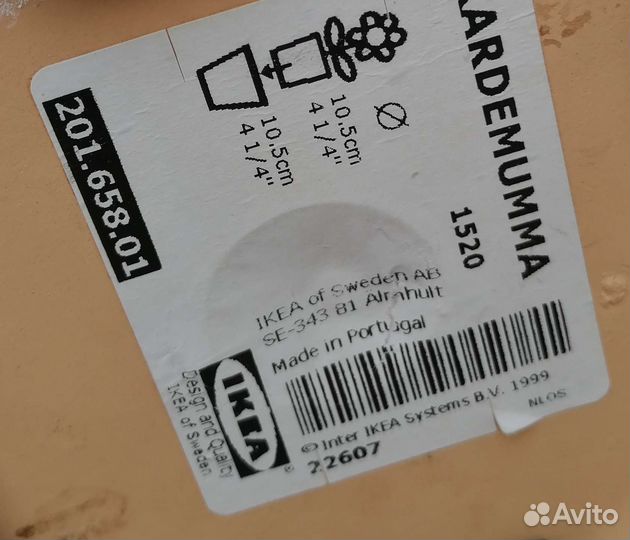 201.658.01
10,5cm
4 1/4"
10,5cm
4 1/4"
Ø
ARDEMUMMA
1520
IKEA of Sweden AB
SE-343 81 Älmhult
Made in Portugal
Design and Quality
IKEA of Sweden
IKEA
®
© Inter IKEA Systems B.V. 1999
22607
NLOS
Avito